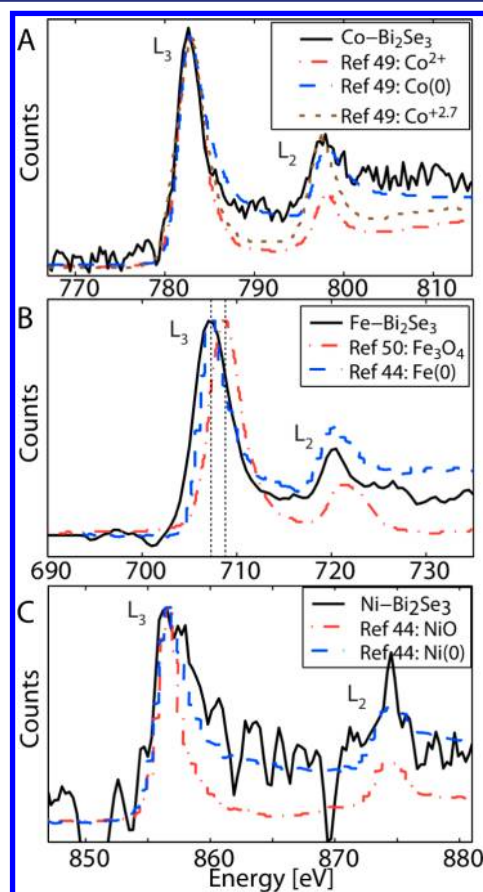 A
L₃
Co–Bi₂Se₃
Ref 49: Co²⁺
Ref 49: Co(0)
Ref 49: Co⁺²·⁷
L₂
Counts
770 780 790 800 810
B
L₃
Fe–Bi₂Se₃
Ref 50: Fe₃O₄
Ref 44: Fe(0)
L₂
Counts
690 700 710 720 730
C
L₃
Ni–Bi₂Se₃
Ref 44: NiO
Ref 44: Ni(0)
L₂
Counts
850 860 870 880
Energy [eV]